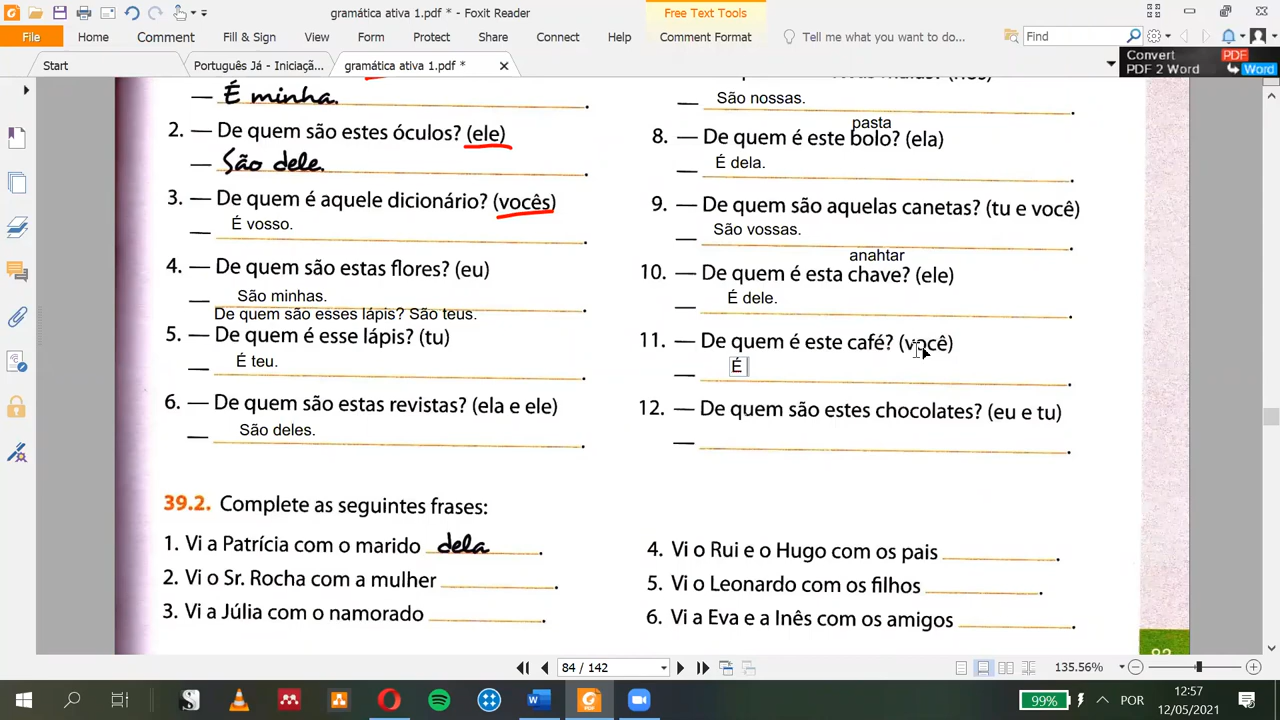 gramática ativa 1.pdf * - Foxit Reader
Free Text Tools
File Home Comment Fill & Sign View Form Protect Share Connect Help Comment Format Tell me what you want to do... Find
Start Português Já - Iniciaçã... gramática ativa 1.pdf *
Convert PDF
PDF 2 Word Word
— É minha.
2. — De quem são estes óculos? (ele)
— São dele.
3. — De quem é aquele dicionário? (vocês)
— É vosso.
4. — De quem são estas flores? (eu)
— São minhas.
De quem são esses lápis? São teus.
5. — De quem é esse lápis? (tu)
— É teu.
6. — De quem são estas revistas? (ela e ele)
— São deles.
— São nossas.
pasta
8. — De quem é este bolo? (ela)
— É dela.
9. — De quem são aquelas canetas? (tu e você)
— São vossas.
anahtar
10. — De quem é esta chave? (ele)
— É dele.
11. — De quem é este café? (você)
— É
12. — De quem são estes chocolates? (eu e tu)
—
39.2. Complete as seguintes frases:
1. Vi a Patrícia com o marido dela.
2. Vi o Sr. Rocha com a mulher ____.
3. Vi a Júlia com o namorado ____.
4. Vi o Rui e o Hugo com os pais ____.
5. Vi o Leonardo com os filhos ____.
6. Vi a Eva e a Inês com os amigos ____.
84 / 142 135.56%
99% POR 12:57
12/05/2021